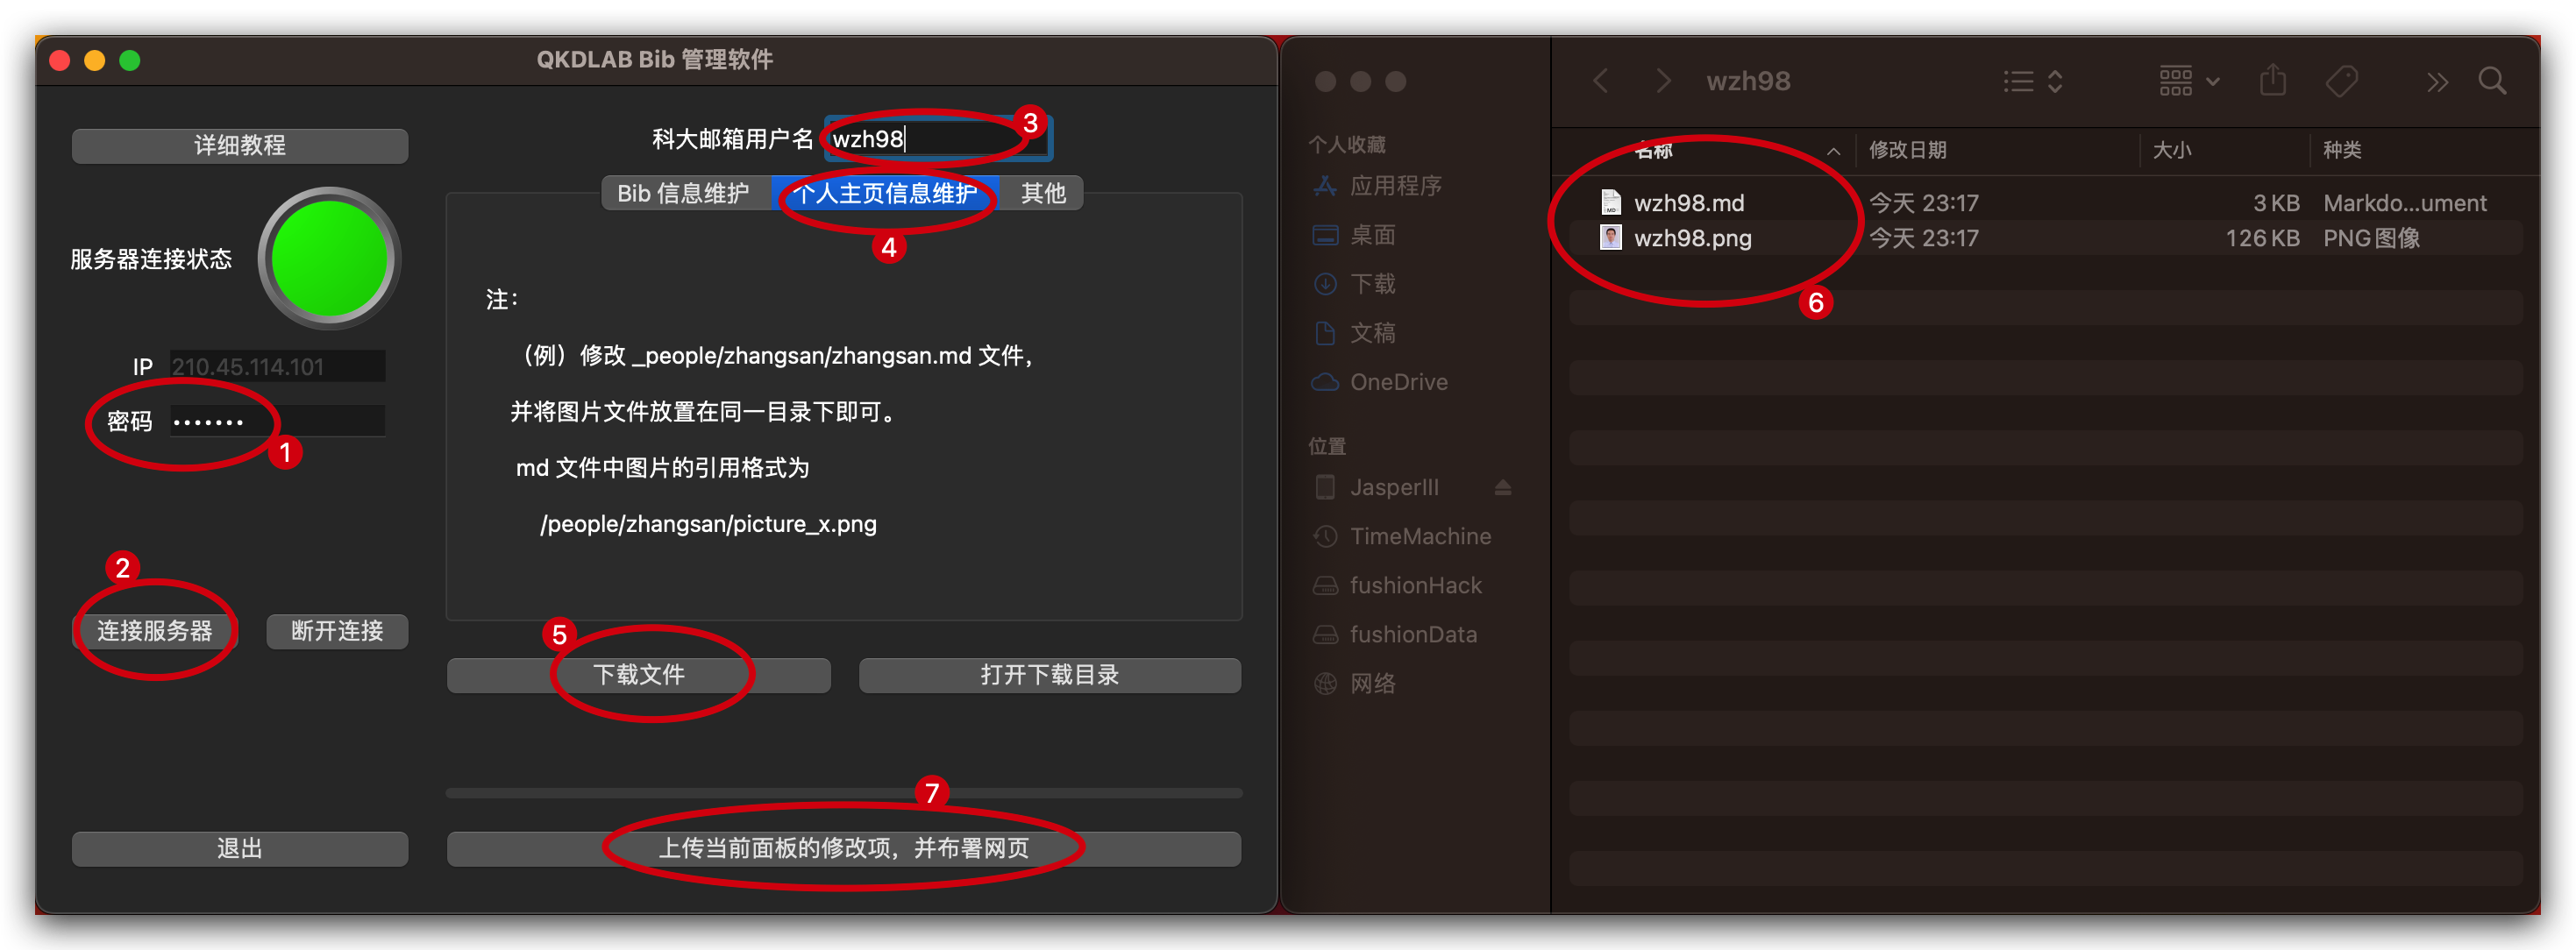 QKDLAB Bib 管理软件
详细教程
服务器连接状态
IP 210.45.114.101
密码 •••••••
1
2
连接服务器
断开连接
退出
科大邮箱用户名 wzh98
3
Bib 信息维护
个人主页信息维护
其他
4
注：
（例）修改 _people/zhangsan/zhangsan.md 文件，
并将图片文件放置在同一目录下即可。
md 文件中图片的引用格式为
/people/zhangsan/picture_x.png
5
下载文件
打开下载目录
7
上传当前面板的修改项，并布署网页
wzh98
个人收藏
应用程序
桌面
下载
文稿
OneDrive
位置
JasperIII
TimeMachine
fushionHack
fushionData
网络
名称 修改日期 大小 种类
wzh98.md 今天 23:17 3 KB Markdo...ument
wzh98.png 今天 23:17 126 KB PNG图像
6